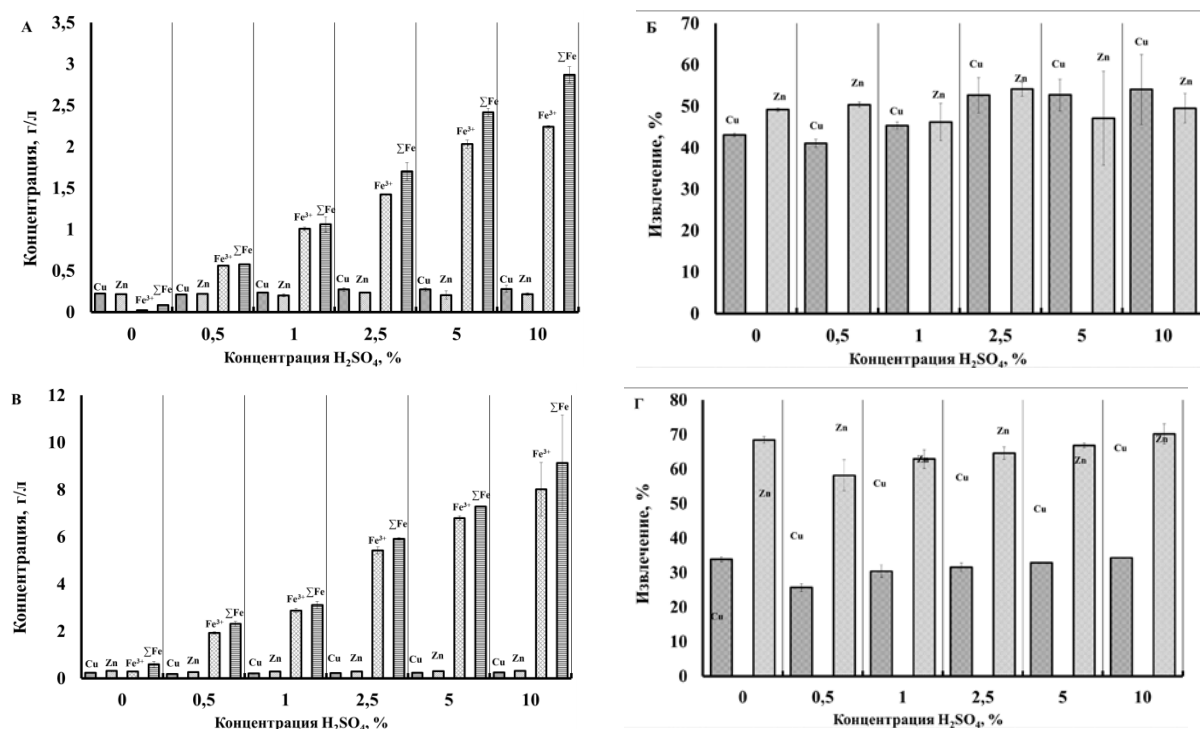 А
Концентрация, г/л
3,5
3
2,5
2
1,5
1
0,5
0
Cu Zn Fe³⁺ ∑Fe
Cu Zn Fe³⁺ ∑Fe
Cu Zn Fe³⁺ ∑Fe
Cu Zn Fe³⁺ ∑Fe
Cu Zn Fe³⁺ ∑Fe
Cu Zn Fe³⁺ ∑Fe
0 0,5 1 2,5 5 10
Концентрация H₂SO₄, %
Б
Извлечение, %
70
60
50
40
30
20
10
0
Cu Zn
Cu Zn
Cu Zn
Cu Zn
Cu Zn
Cu Zn
0 0,5 1 2,5 5 10
Концентрация H₂SO₄, %
В
Концентрация, г/л
12
10
8
6
4
2
0
Cu Zn Fe³⁺ ∑Fe
Cu Zn Fe³⁺ ∑Fe
Cu Zn Fe³⁺ ∑Fe
Cu Zn Fe³⁺ ∑Fe
Cu Zn Fe³⁺ ∑Fe
Cu Zn Fe³⁺ ∑Fe
0 0,5 1 2,5 5 10
Концентрация H₂SO₄, %
Г
Извлечение, %
80
70
60
50
40
30
20
10
0
Cu Zn
Cu Zn
Cu Zn
Cu Zn
Cu Zn
Cu Zn
0 0,5 1 2,5 5 10
Концентрация H₂SO₄, %